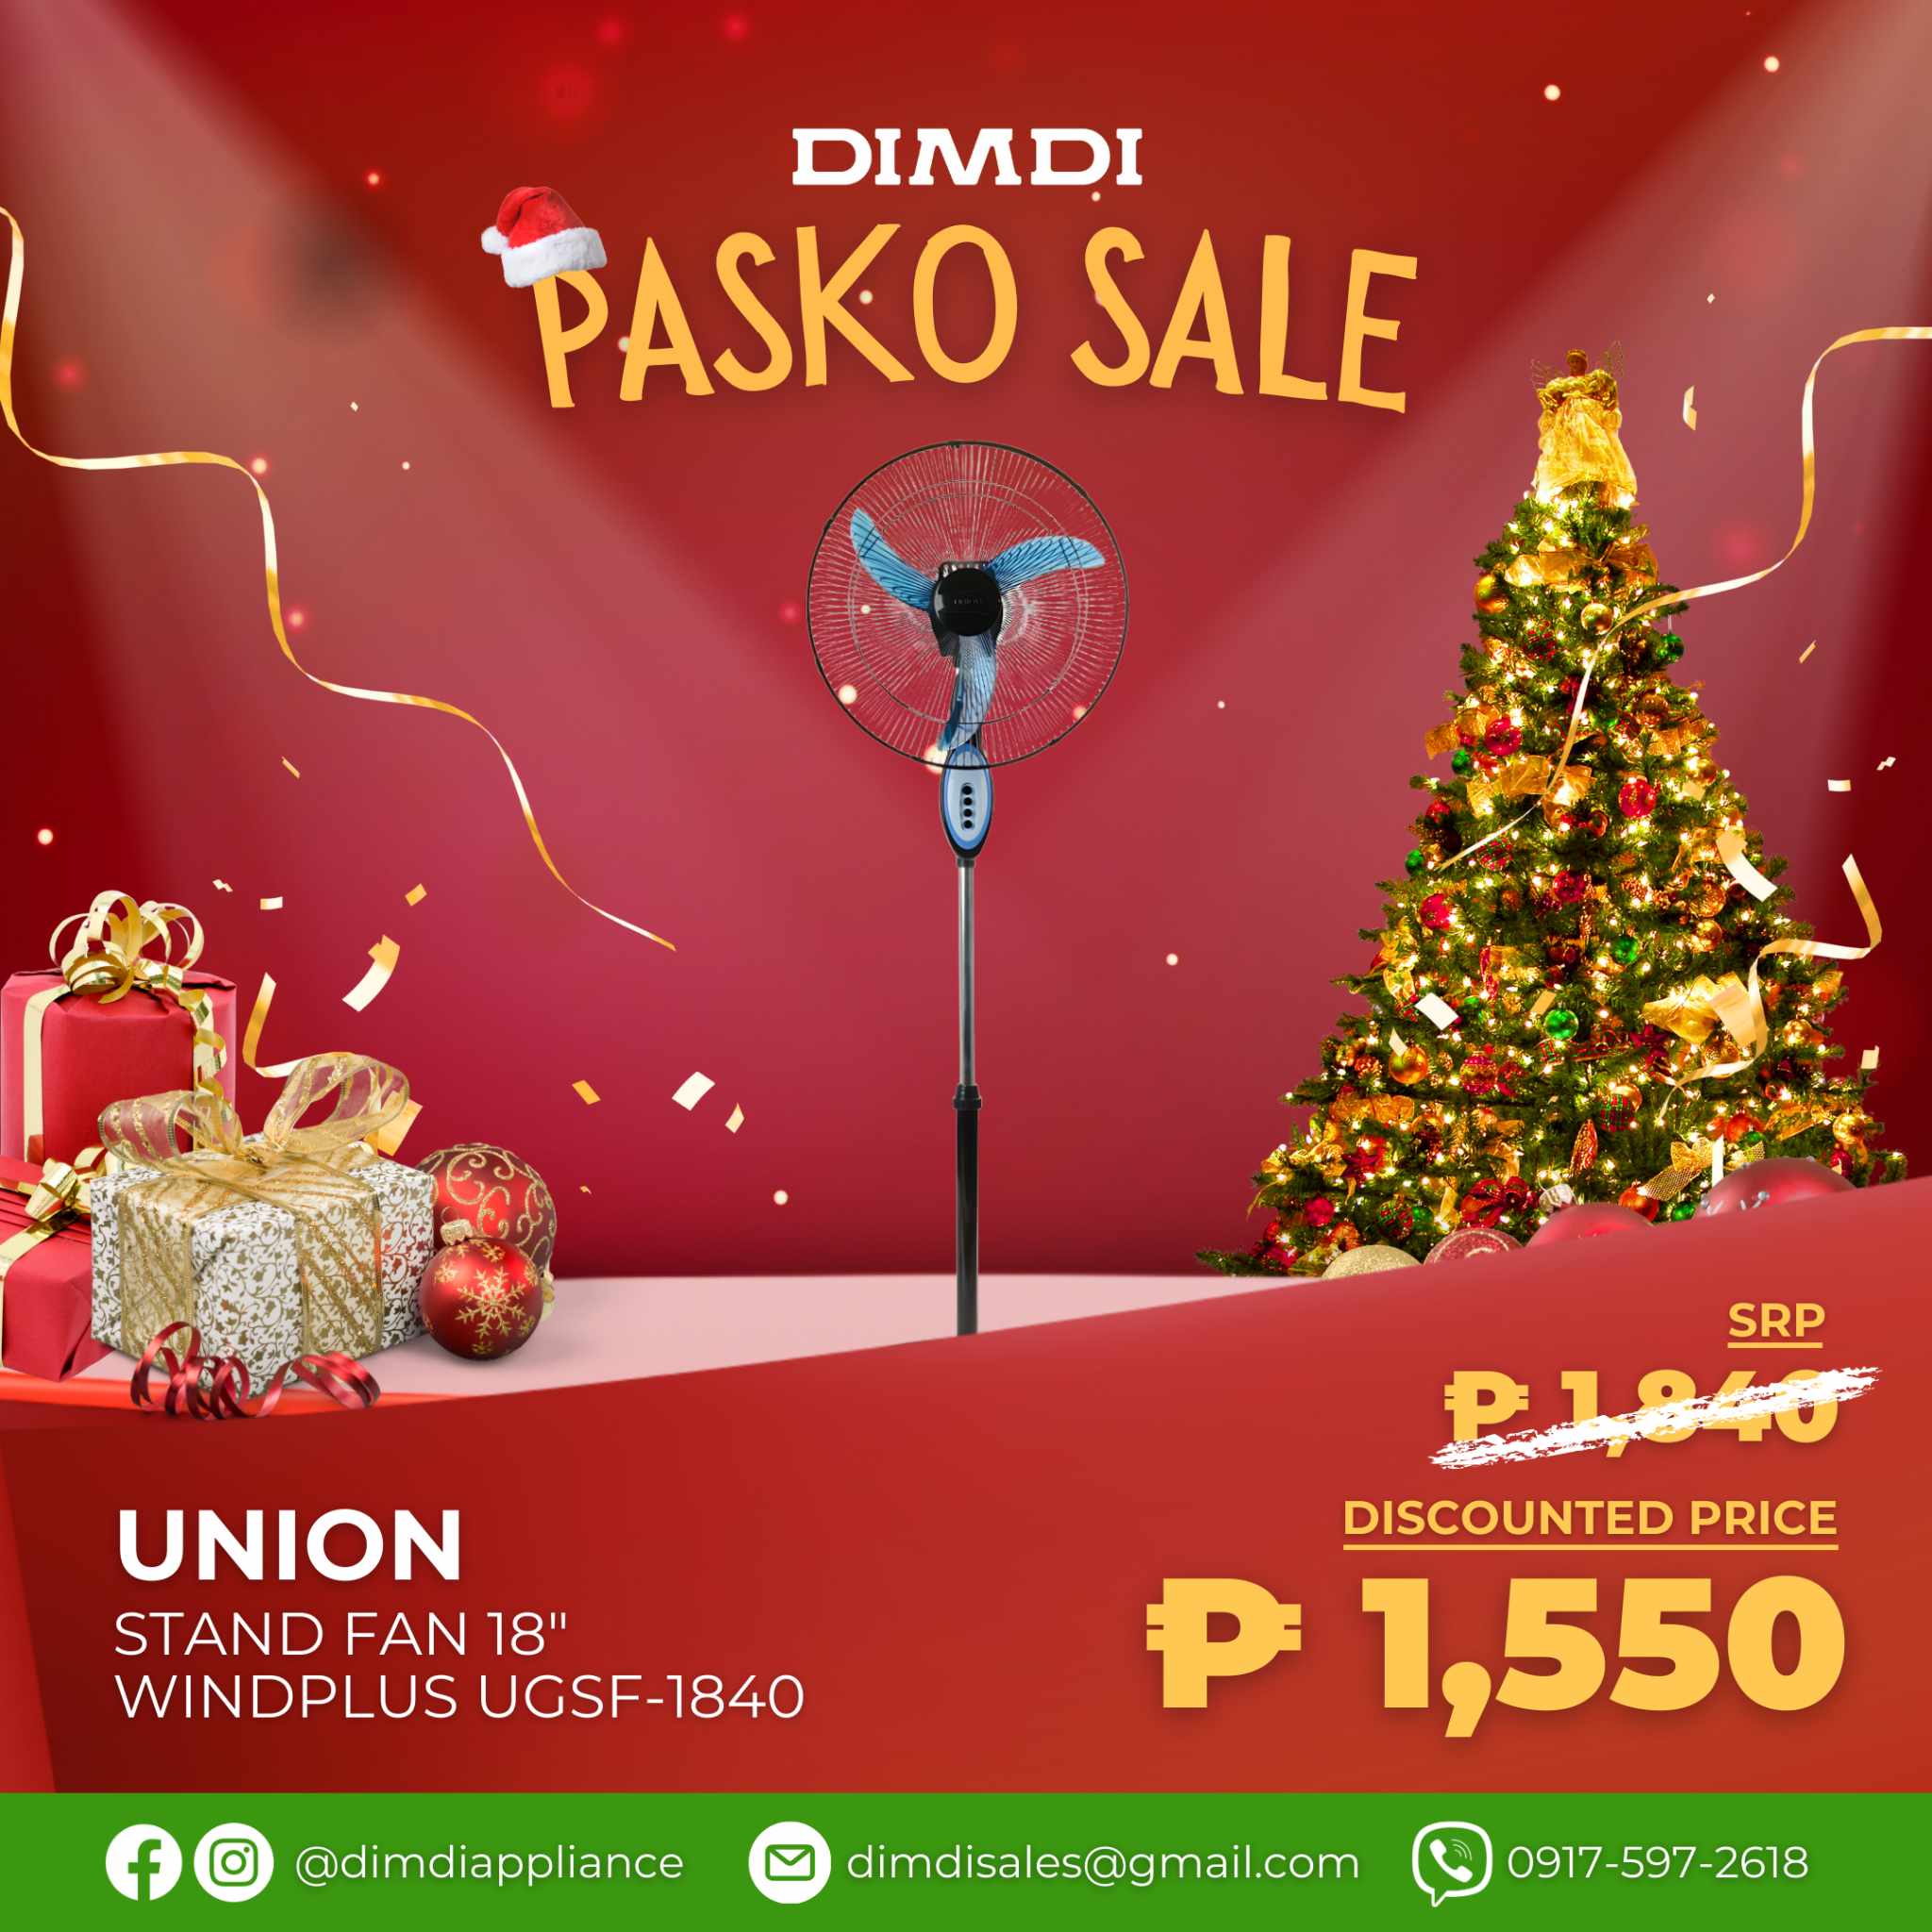 DIMDI
PASKO SALE
SRP
₱ 1,840
DISCOUNTED PRICE
₱ 1,550
UNION
STAND FAN 18"
WINDPLUS UGSF-1840
@dimdiappliance
dimdisales@gmail.com
0917-597-2618